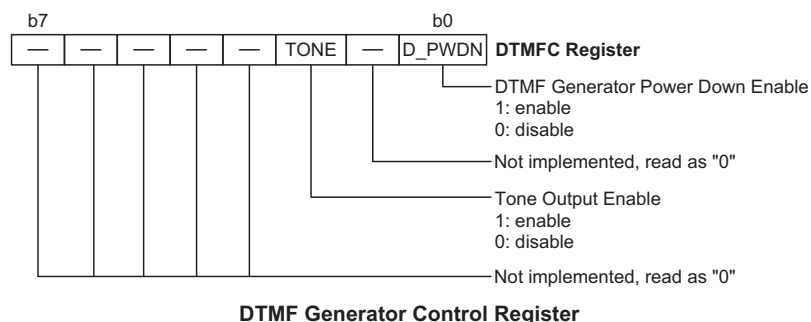 b7 b0
— — — — — TONE — D_PWDN DTMFC Register
DTMF Generator Power Down Enable
1: enable
0: disable
Not implemented, read as "0"
Tone Output Enable
1: enable
0: disable
Not implemented, read as "0"
DTMF Generator Control Register